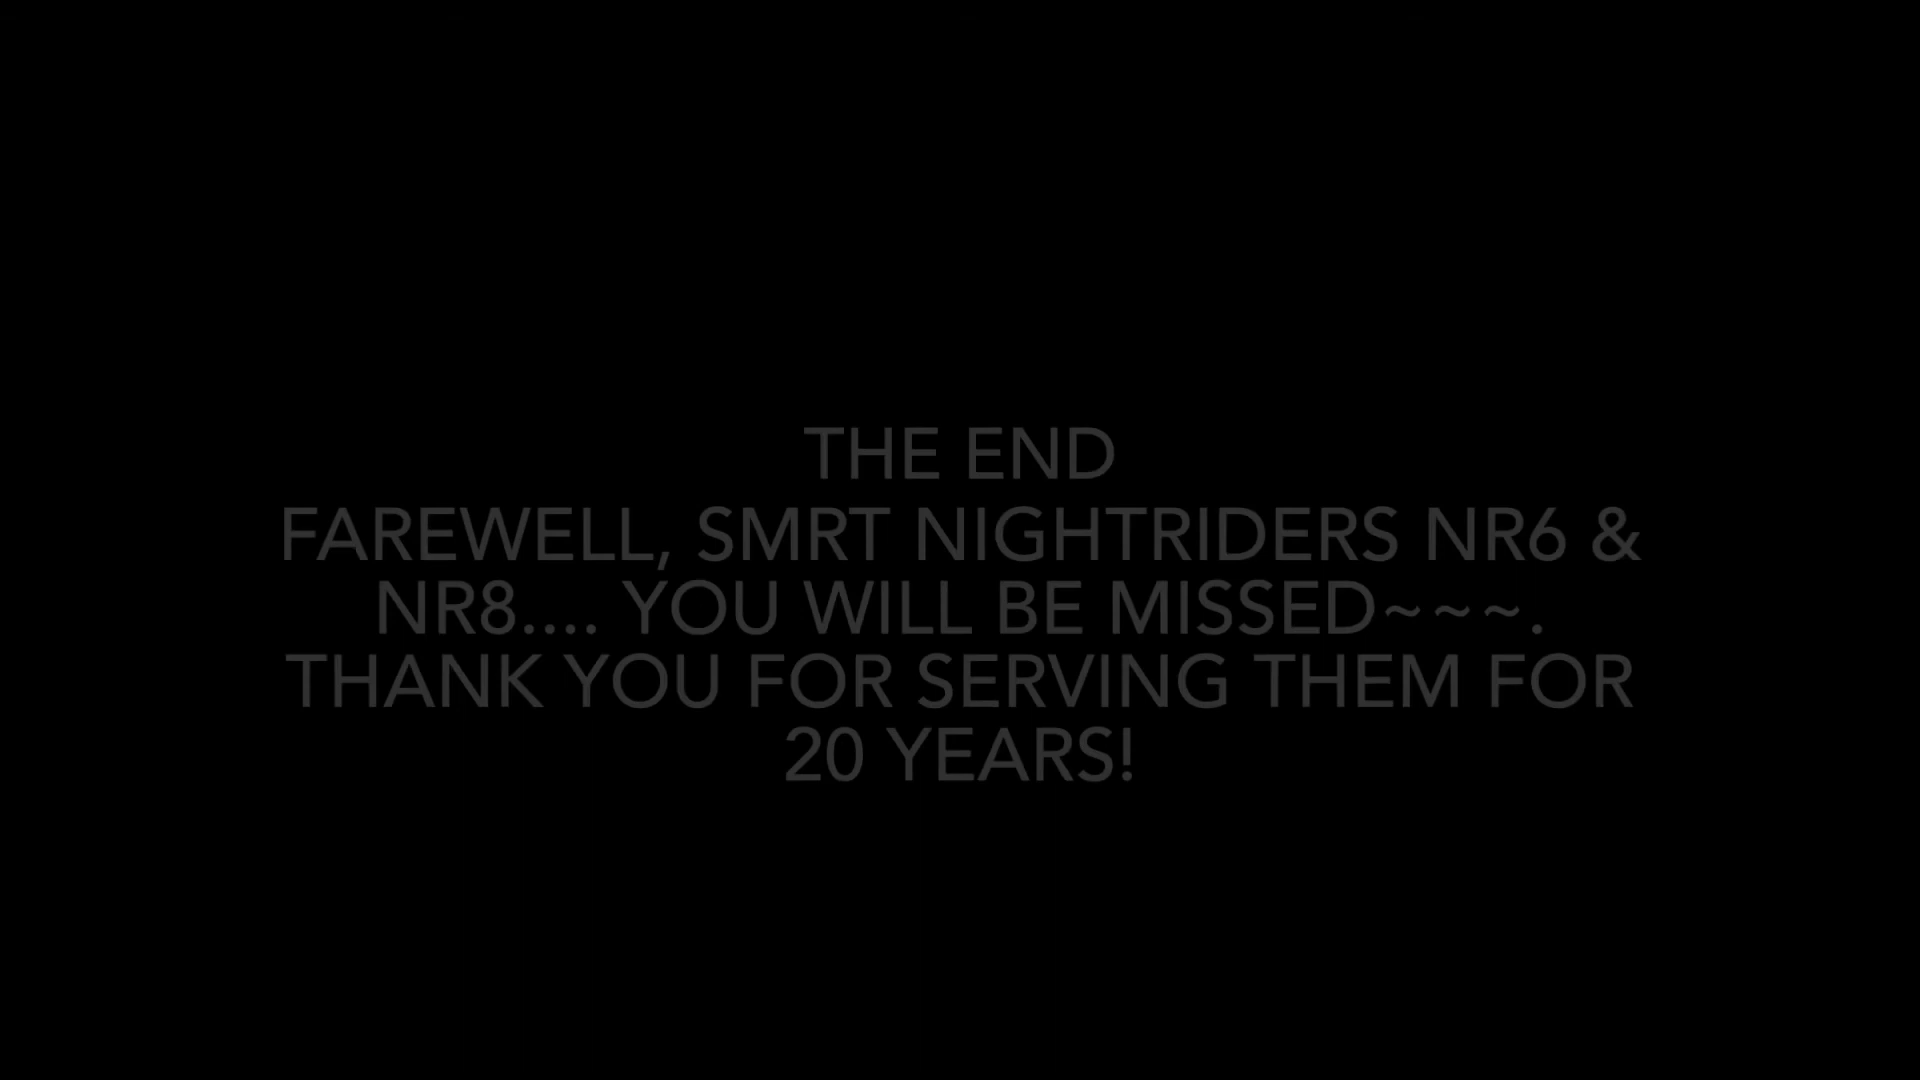 THE END
FAREWELL, SMRT NIGHTRIDERS NR6 &
NR8.... YOU WILL BE MISSED~~~.
THANK YOU FOR SERVING THEM FOR
20 YEARS!